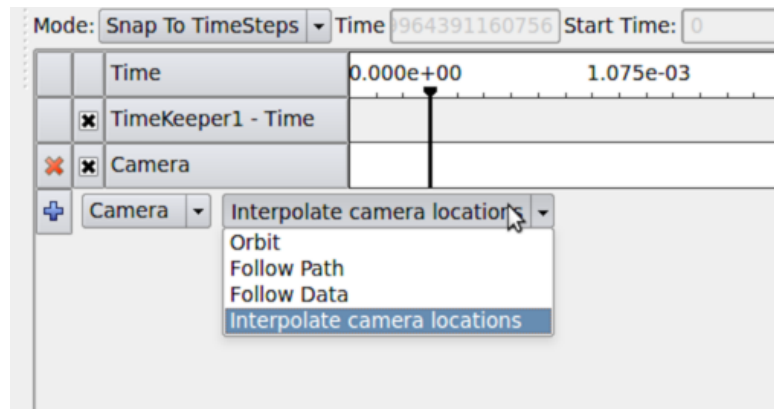 Mode: Snap To TimeSteps Time 9964391160756 Start Time: 0
Time 0.000e+00 1.075e-03
TimeKeeper1 - Time
Camera
Camera Interpolate camera locations
Orbit
Follow Path
Follow Data
Interpolate camera locations